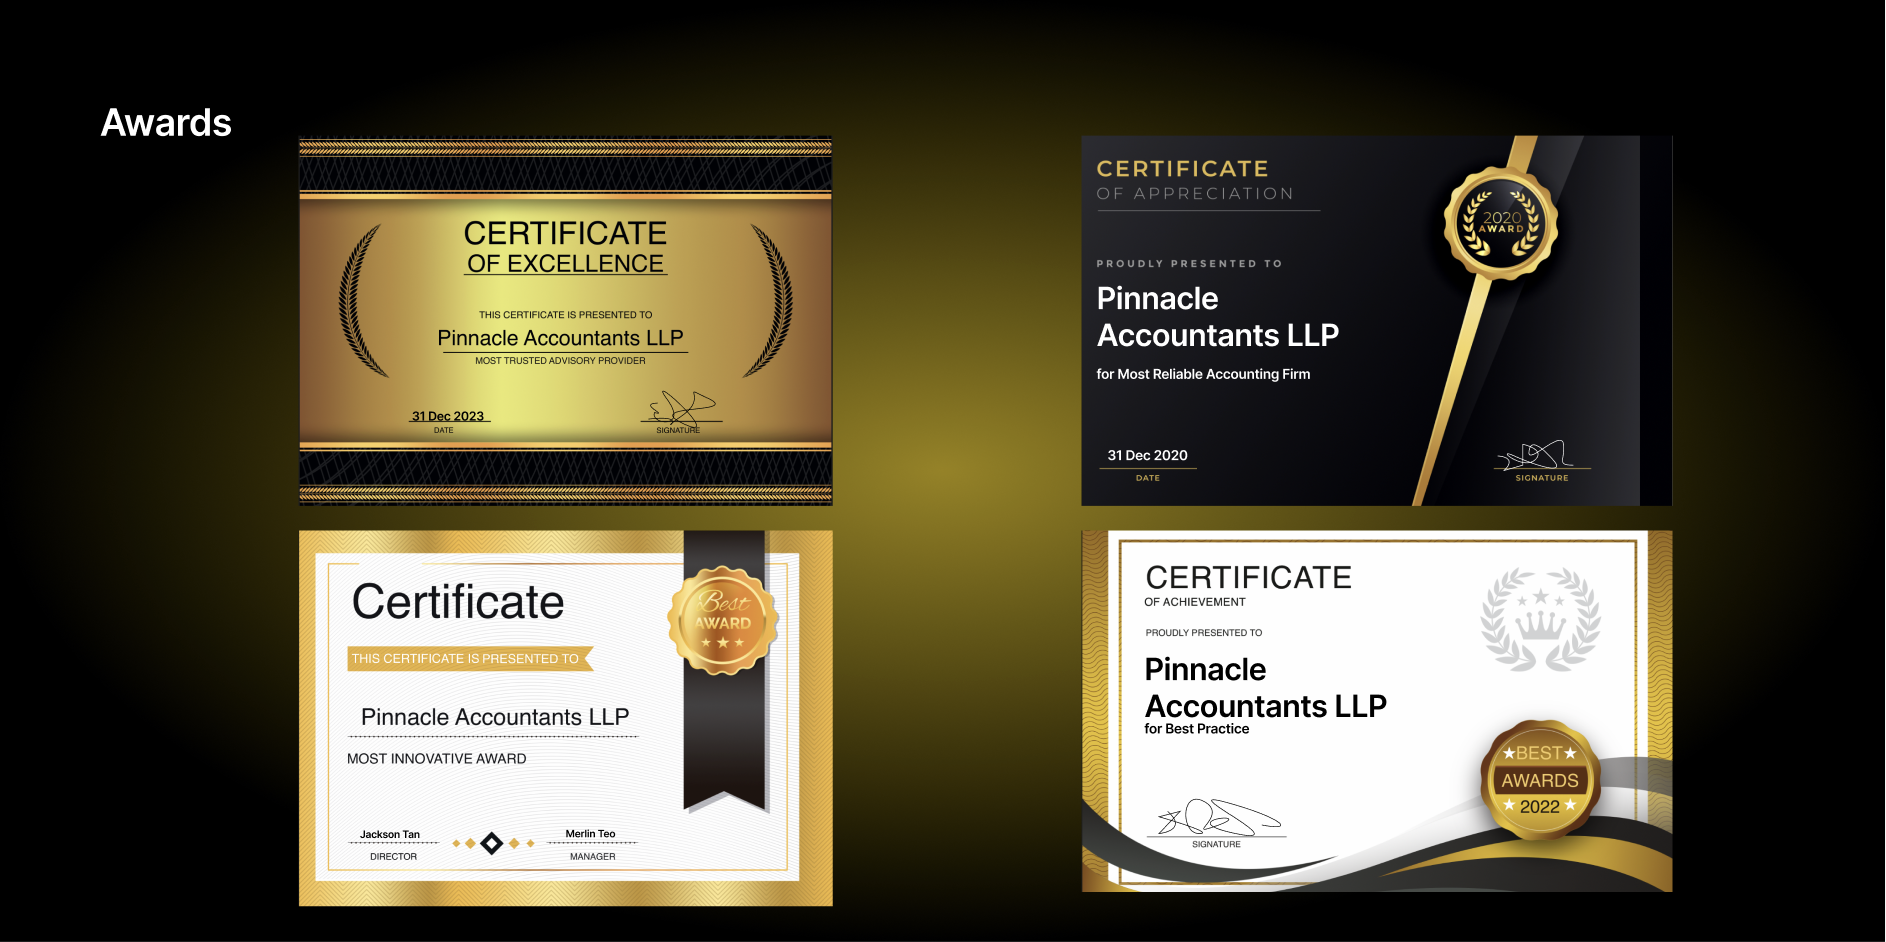 Awards
CERTIFICATE
OF EXCELLENCE
THIS CERTIFICATE IS PRESENTED TO
Pinnacle Accountants LLP
MOST TRUSTED ADVISORY PROVIDER
31 Dec 2023
DATE
SIGNATURE
CERTIFICATE
OF APPRECIATION
2020
AWARD
PROUDLY PRESENTED TO
Pinnacle
Accountants LLP
for Most Reliable Accounting Firm
31 Dec 2020
DATE
SIGNATURE
Certificate
Best
AWARD
THIS CERTIFICATE IS PRESENTED TO
Pinnacle Accountants LLP
MOST INNOVATIVE AWARD
Jackson Tan
DIRECTOR
Merlin Teo
MANAGER
CERTIFICATE
OF ACHIEVEMENT
PROUDLY PRESENTED TO
Pinnacle
Accountants LLP
for Best Practice
BEST
AWARDS
2022
SIGNATURE